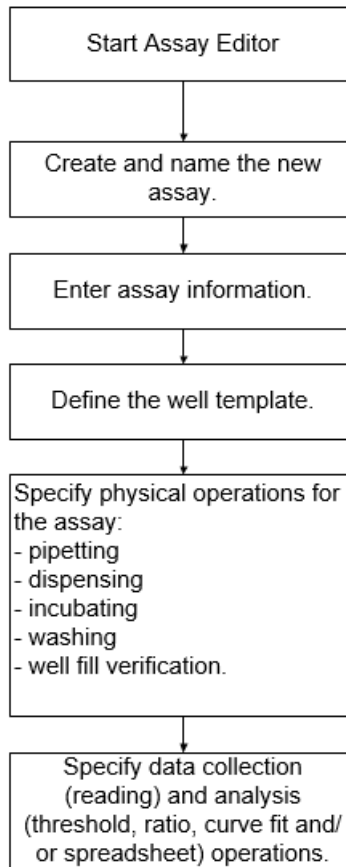 Start Assay Editor
Create and name the new
assay.
Enter assay information.
Define the well template.
Specify physical operations for
the assay:
- pipetting
- dispensing
- incubating
- washing
- well fill verification.
Specify data collection
(reading) and analysis
(threshold, ratio, curve fit and/
or spreadsheet) operations.